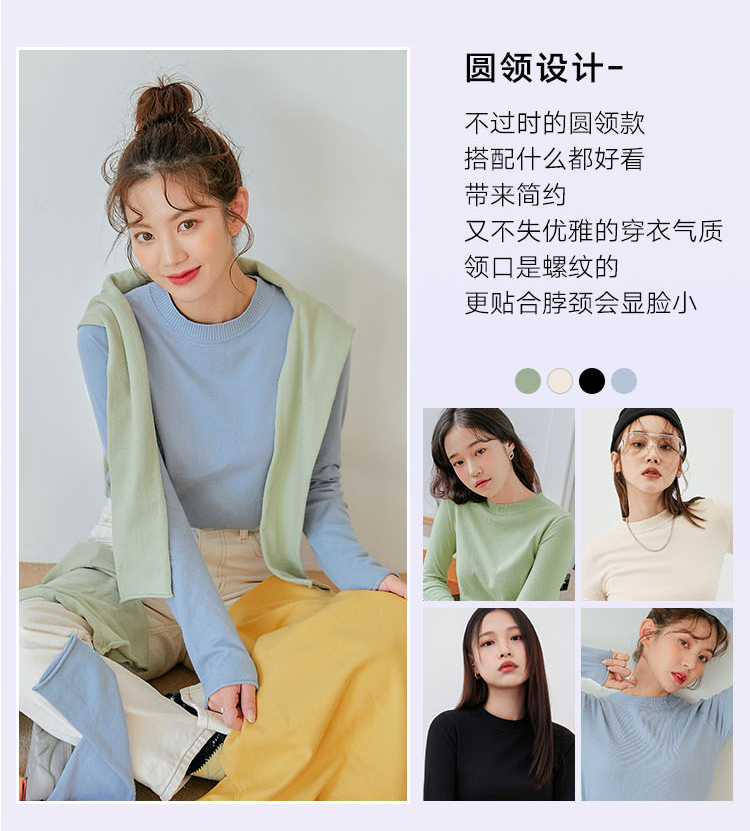 圆领设计-
不过时的圆领款
搭配什么都好看
带来简约
又不失优雅的穿衣气质
领口是螺纹的
更贴合脖颈会显脸小